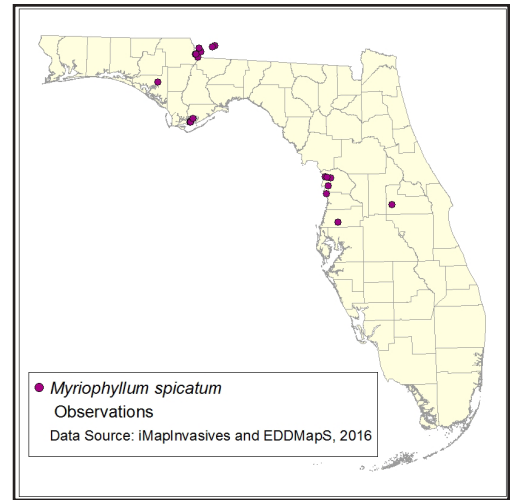 Myriophyllum spicatum
Observations
Data Source: iMapInvasives and EDDMapS, 2016